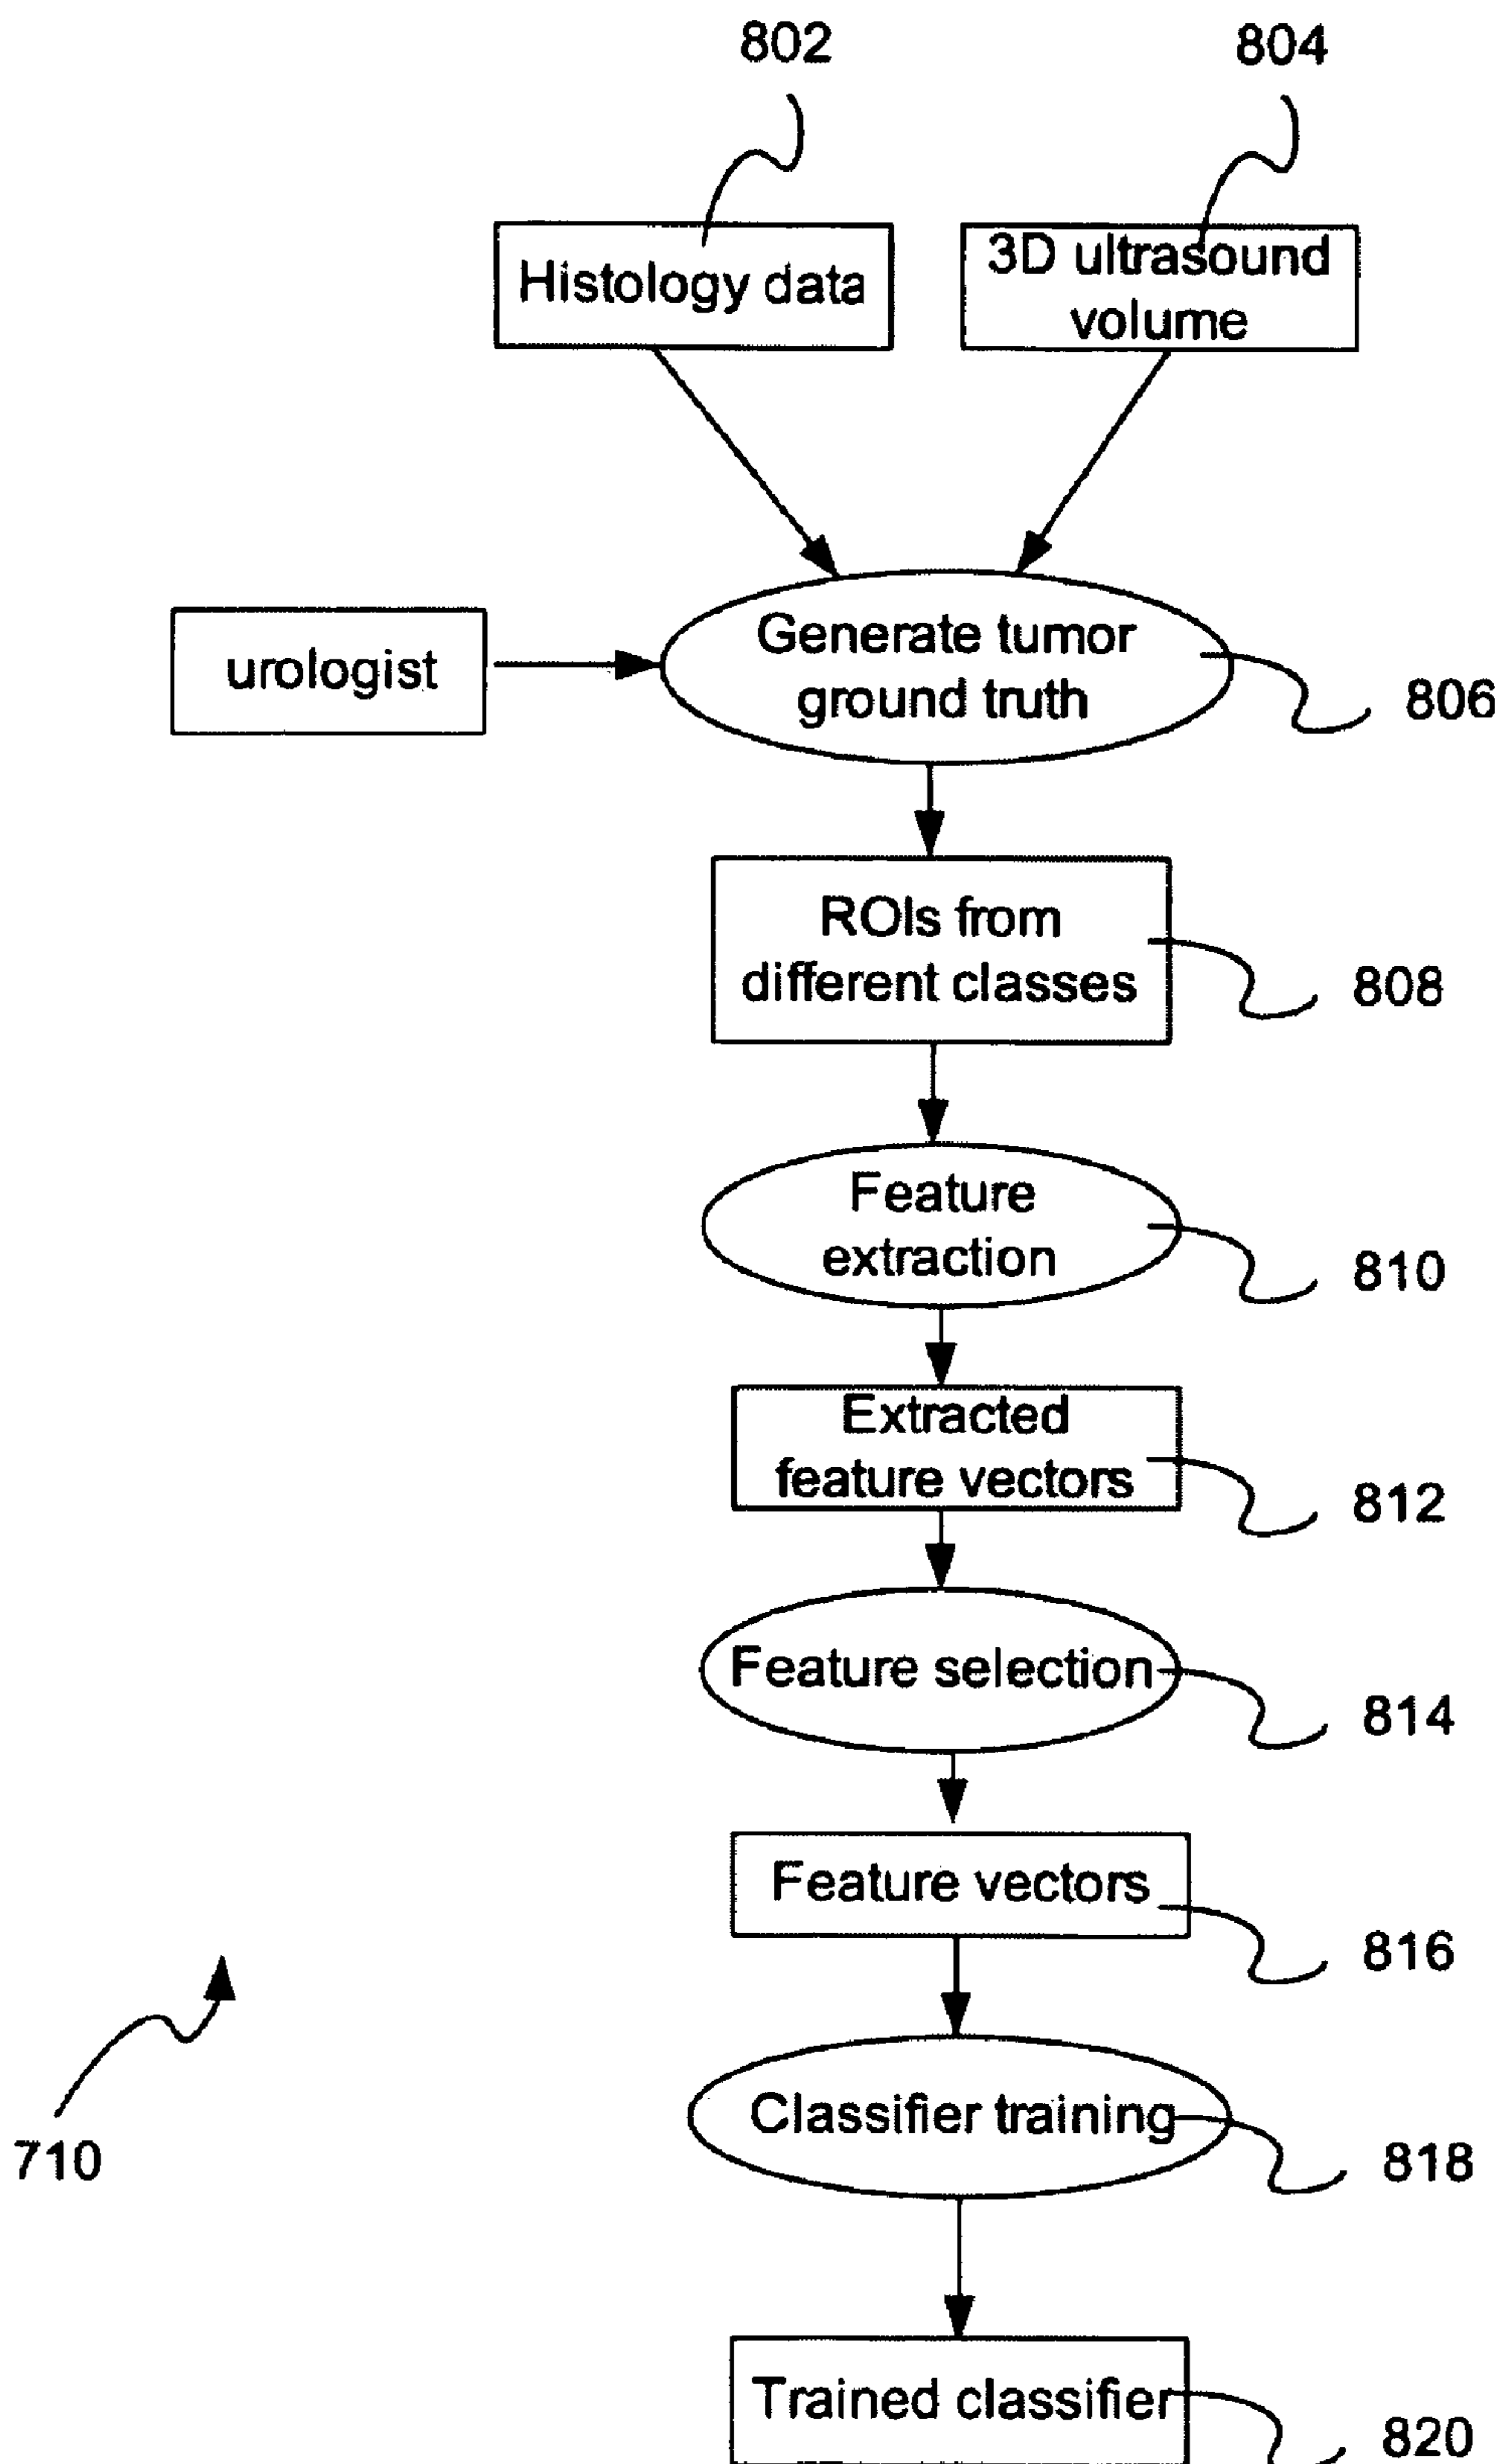 802
804
Histology data
3D ultrasound
volume
urologist
Generate tumor
ground truth
806
ROIs from
different classes
808
Feature
extraction
810
Extracted
feature vectors
812
Feature selection
814
Feature vectors
816
710
Classifier training
818
Trained classifier
820